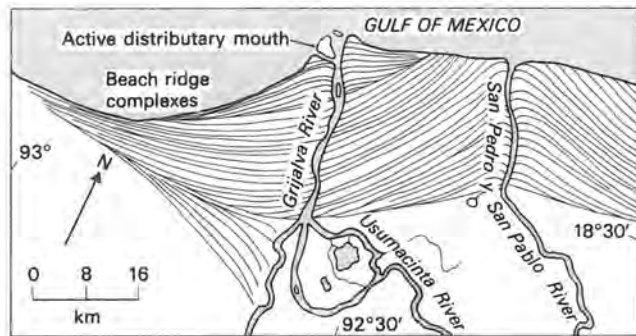 GULF OF MEXICO
Active distributary mouth
Beach ridge
complexes
Grijalva River
San Pedro y San Pablo River
93°
N
Usumacinta River
18°30'
0 8 16
km
92°30'